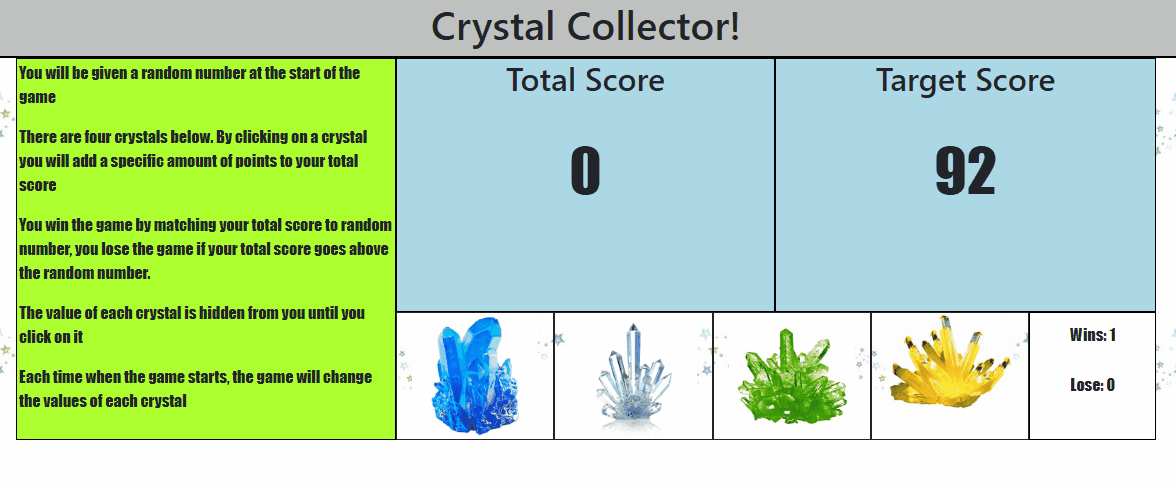 Crystal Collector!
You will be given a random number at the start of the
game
There are four crystals below. By clicking on a crystal
you will add a specific amount of points to your total
score
You win the game by matching your total score to random
number, you lose the game if your total score goes above
the random number.
The value of each crystal is hidden from you until you
click on it
Each time when the game starts, the game will change
the values of each crystal
Total Score
0
Target Score
92
Wins: 1
Lose: 0